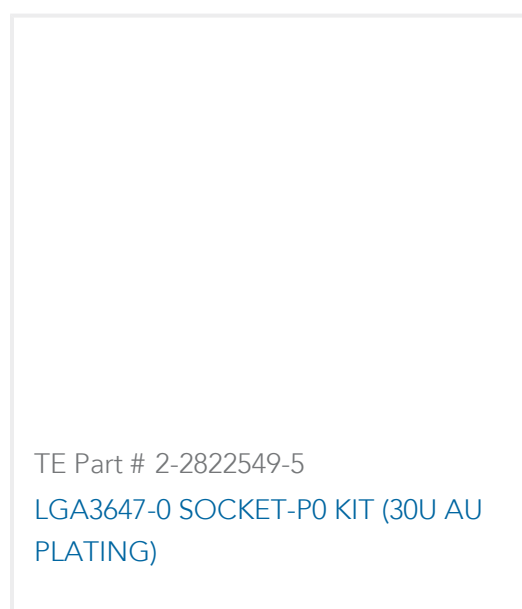 TE Part # 2-2822549-5
LGA3647-0 SOCKET-P0 KIT (30U AU
PLATING)